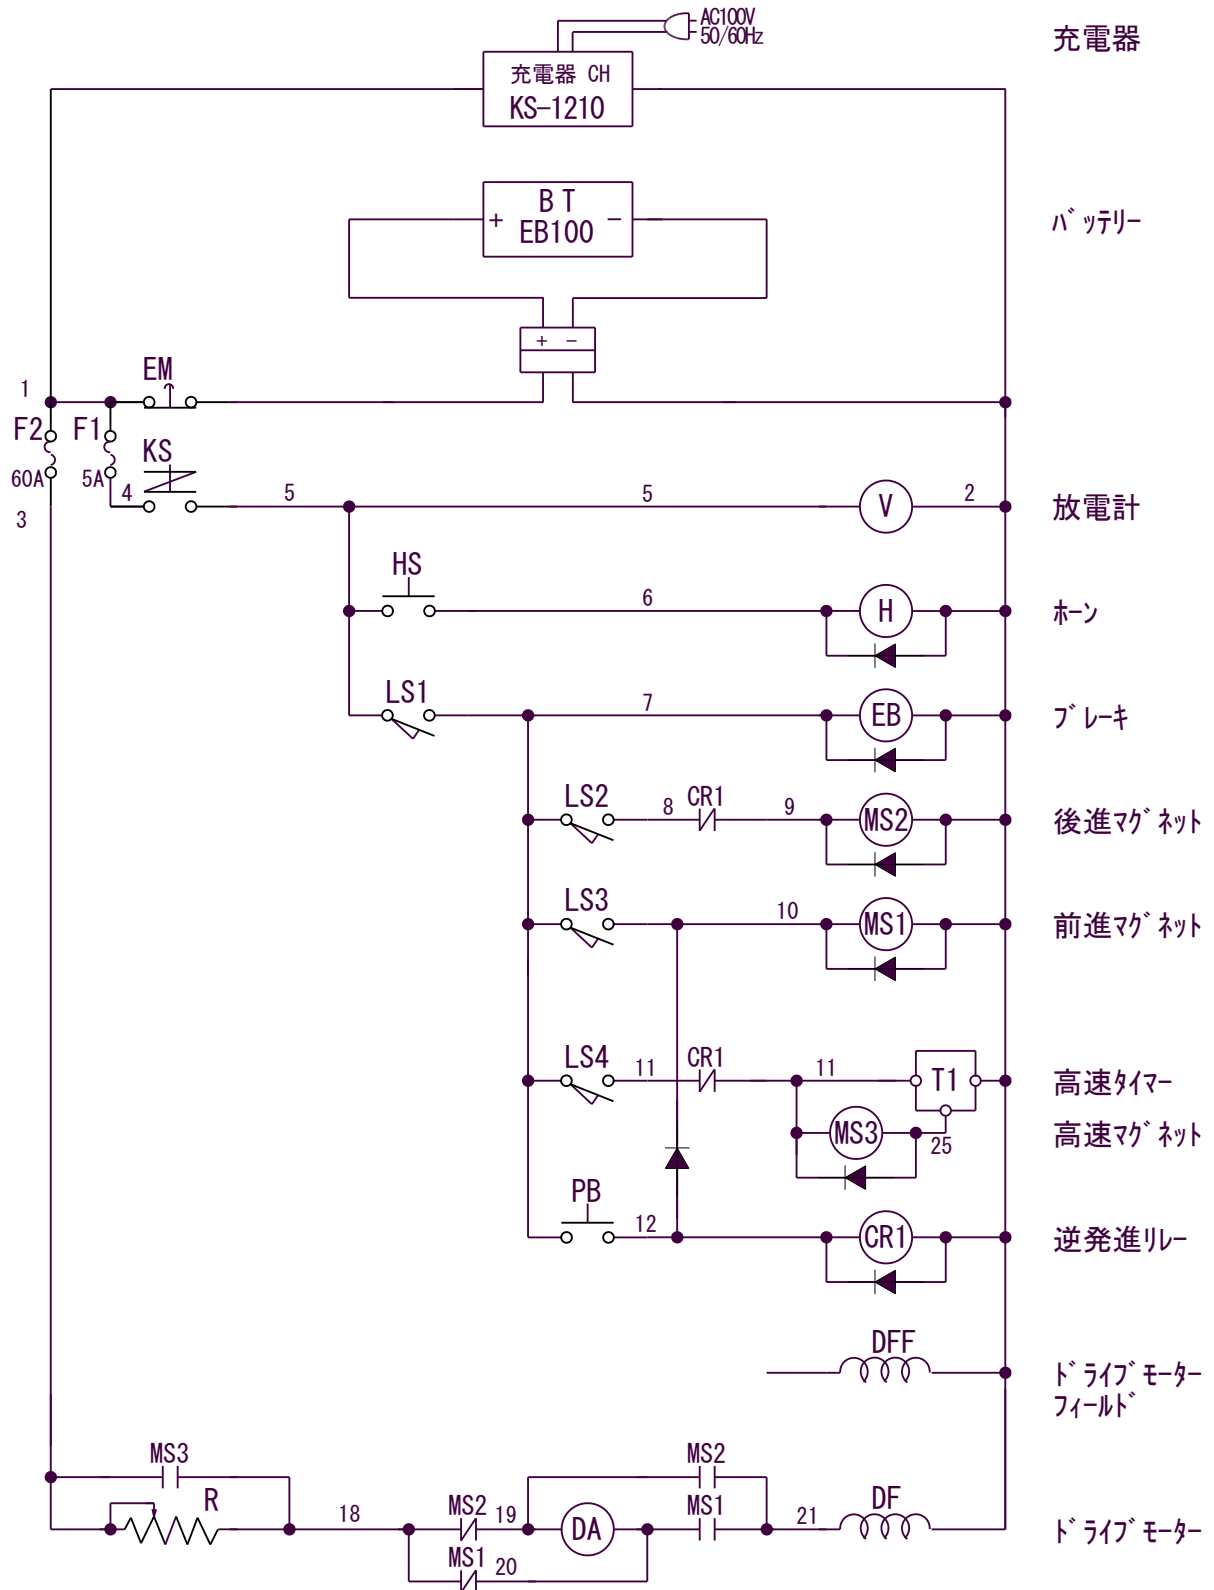 AC100V
50/60Hz
充電器
充電器 CH
KS-1210
B T
+ EB100 −
バッテリー
+ −
EM
1
F2 F1
KS
60A 5A 4 5 5 V 2 放電計
3
HS
6 H ホーン
LS1
7 EB ブレーキ
LS2 8 CR1 9 MS2 後進マグネット
LS3
10 MS1 前進マグネット
LS4 11 CR1 11 T1 高速タイマー
MS3 25 高速マグネット
PB
12 CR1 逆発進リレー
DFF
ドライブモーター
フィールド
MS3 MS2
R 18 MS2 19 DA MS1 21 DF ドライブモーター
MS1 20